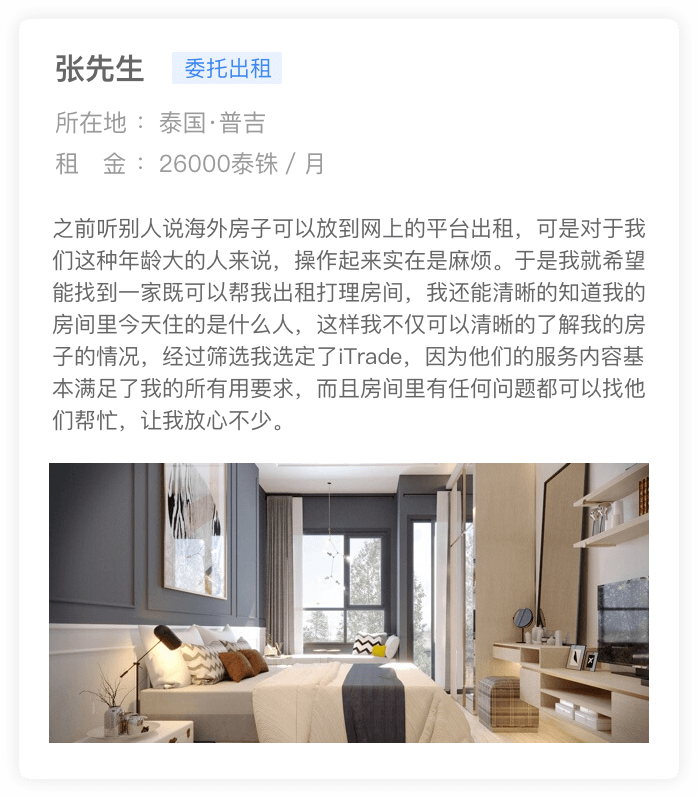 张先生 委托出租
所在地： 泰国·普吉
租 金： 26000泰铢 / 月
之前听别人说海外房子可以放到网上的平台出租，可是对于我
们这种年龄大的人来说，操作起来实在是麻烦。于是我就希望
能找到一家既可以帮我出租打理房间，我还能清晰的知道我的
房间里今天住的是什么人，这样我不仅可以清晰的了解我的房
子的情况，经过筛选我选定了iTrade，因为他们的服务内容基
本满足了我的所有用要求，而且房间里有任何问题都可以找他
们帮忙，让我放心不少。